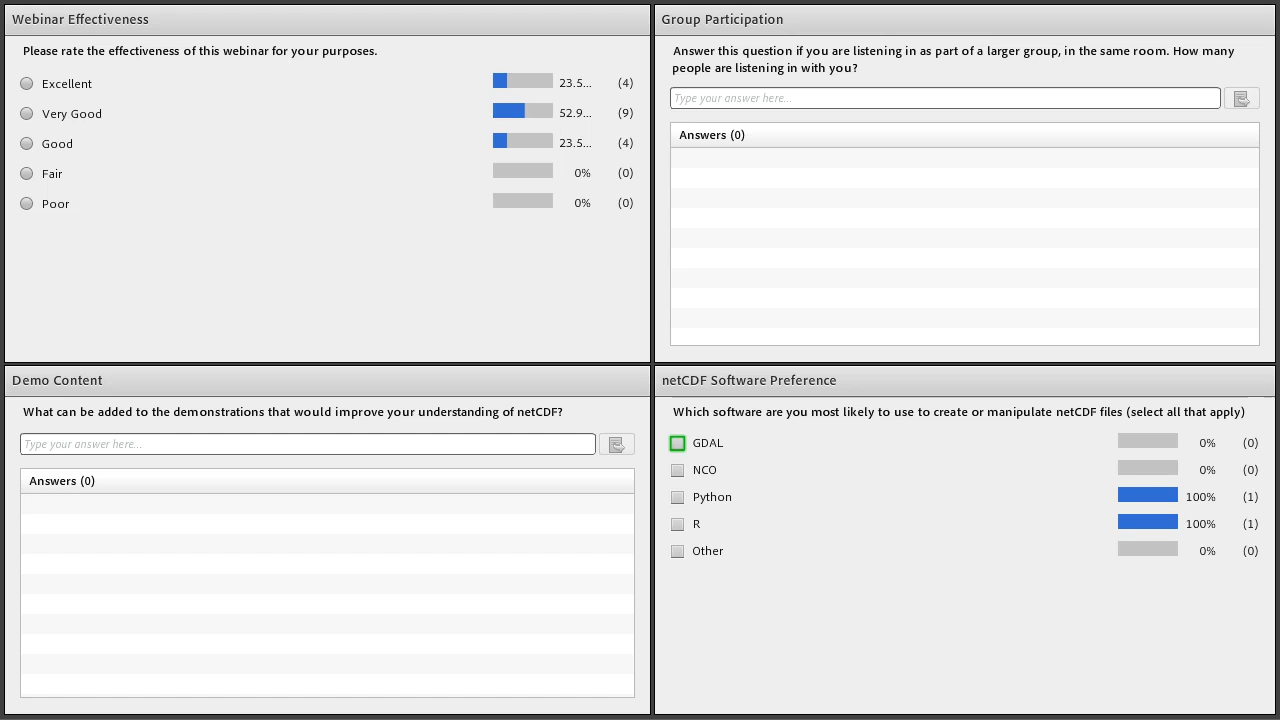 Webinar Effectiveness
Please rate the effectiveness of this webinar for your purposes.
Excellent 23.5... (4)
Very Good 52.9... (9)
Good 23.5... (4)
Fair 0% (0)
Poor 0% (0)
Group Participation
Answer this question if you are listening in as part of a larger group, in the same room. How many
people are listening in with you?
Type your answer here...
Answers (0)
Demo Content
What can be added to the demonstrations that would improve your understanding of netCDF?
Type your answer here...
Answers (0)
netCDF Software Preference
Which software are you most likely to use to create or manipulate netCDF files (select all that apply)
GDAL 0% (0)
NCO 0% (0)
Python 100% (1)
R 100% (1)
Other 0% (0)